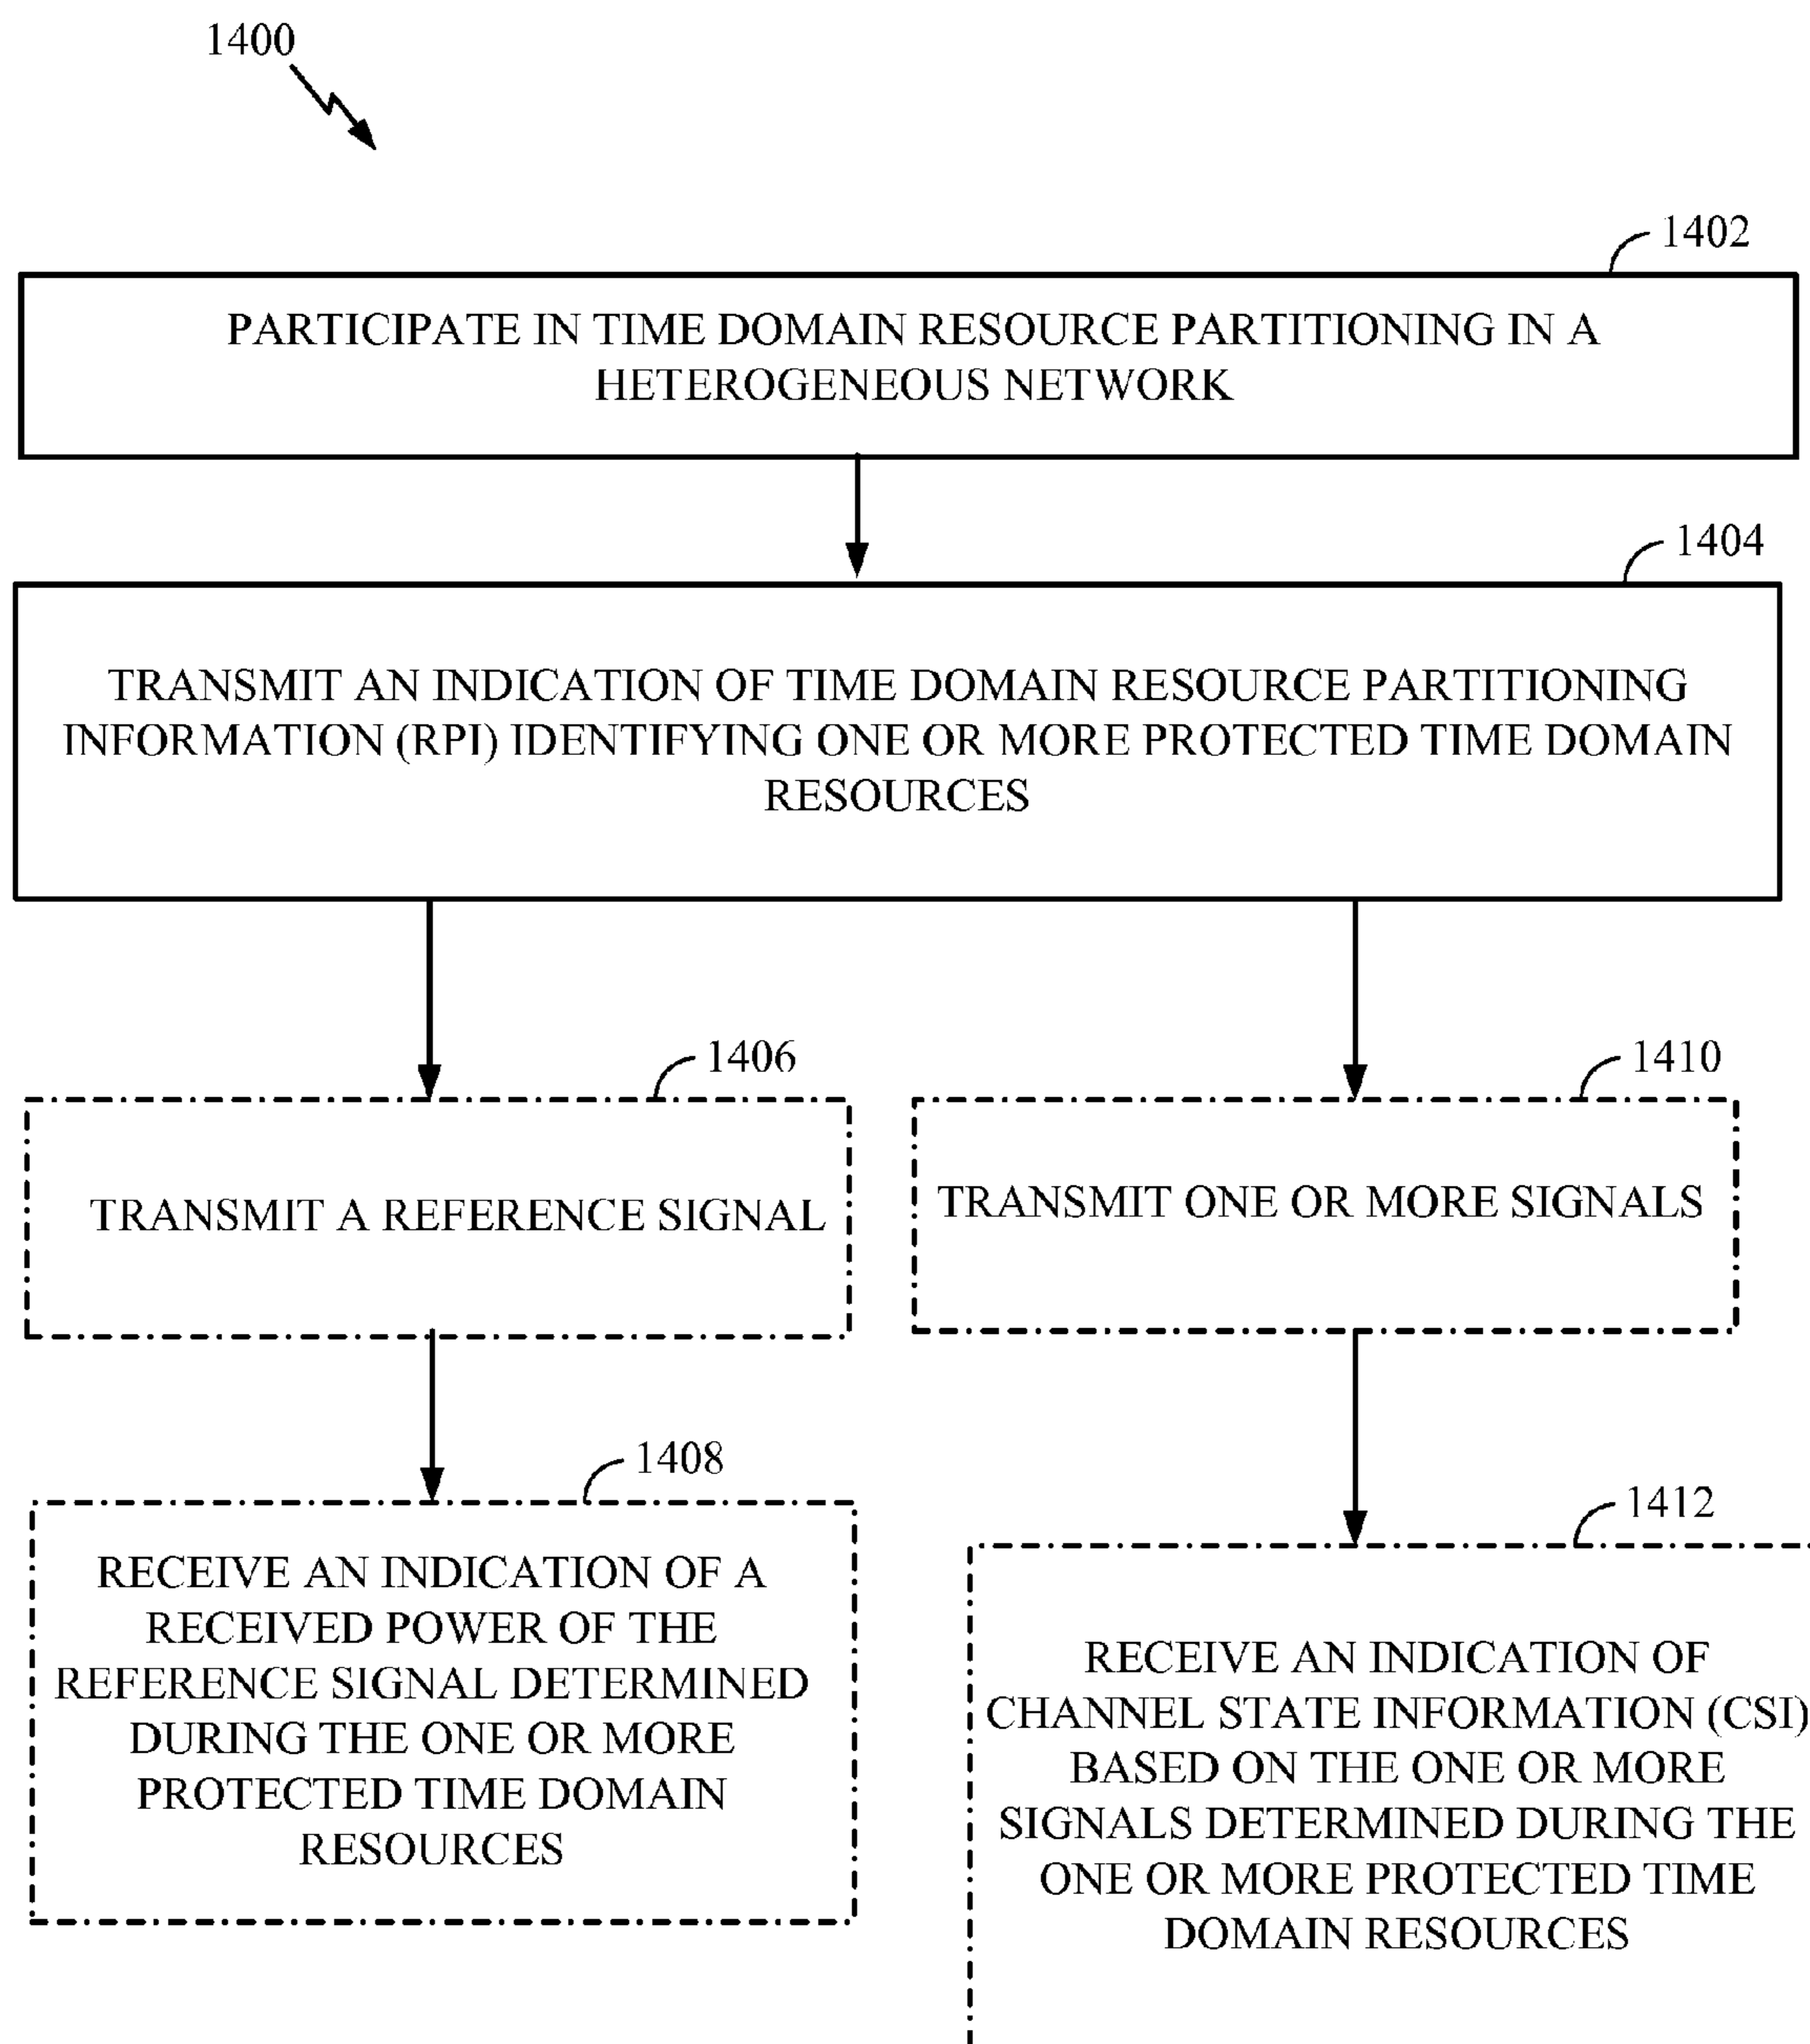 1400
1402
PARTICIPATE IN TIME DOMAIN RESOURCE PARTITIONING IN A
HETEROGENEOUS NETWORK
1404
TRANSMIT AN INDICATION OF TIME DOMAIN RESOURCE PARTITIONING
INFORMATION (RPI) IDENTIFYING ONE OR MORE PROTECTED TIME DOMAIN
RESOURCES
1406
TRANSMIT A REFERENCE SIGNAL
1408
RECEIVE AN INDICATION OF A
RECEIVED POWER OF THE
REFERENCE SIGNAL DETERMINED
DURING THE ONE OR MORE
PROTECTED TIME DOMAIN
RESOURCES
1410
TRANSMIT ONE OR MORE SIGNALS
1412
RECEIVE AN INDICATION OF
CHANNEL STATE INFORMATION (CSI)
BASED ON THE ONE OR MORE
SIGNALS DETERMINED DURING THE
ONE OR MORE PROTECTED TIME
DOMAIN RESOURCES